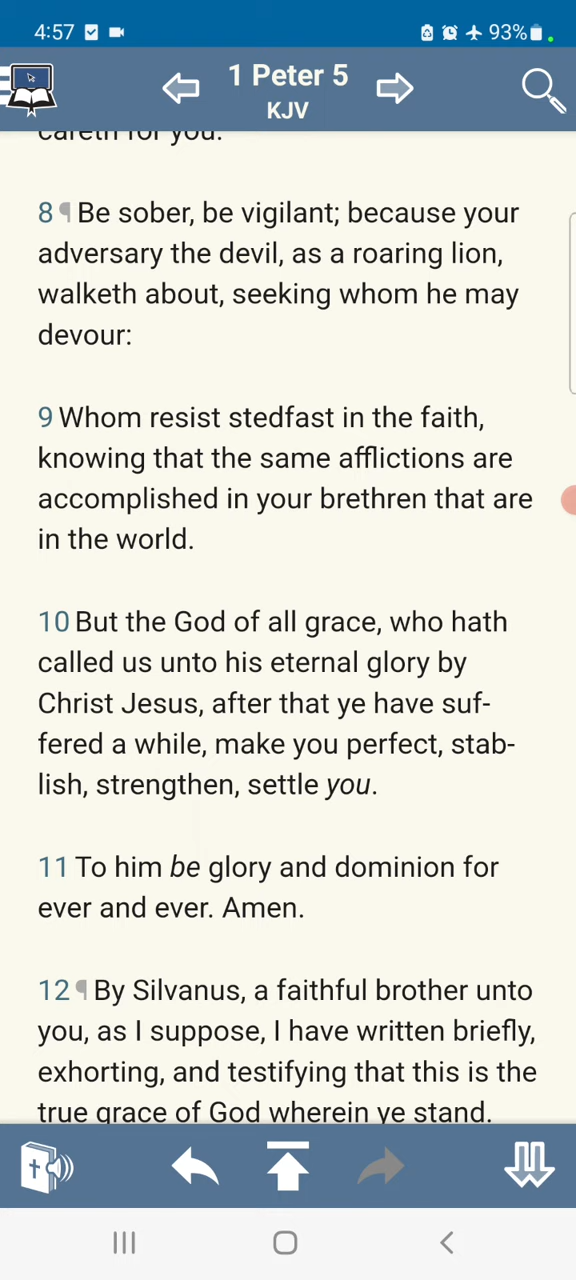 4:57
93%
1 Peter 5
KJV
careth for you.
8 ¶ Be sober, be vigilant; because your
adversary the devil, as a roaring lion,
walketh about, seeking whom he may
devour:
9 Whom resist stedfast in the faith,
knowing that the same afflictions are
accomplished in your brethren that are
in the world.
10 But the God of all grace, who hath
called us unto his eternal glory by
Christ Jesus, after that ye have suf-
fered a while, make you perfect, stab-
lish, strengthen, settle you.
11 To him be glory and dominion for
ever and ever. Amen.
12 ¶ By Silvanus, a faithful brother unto
you, as I suppose, I have written briefly,
exhorting, and testifying that this is the
true grace of God wherein ye stand.